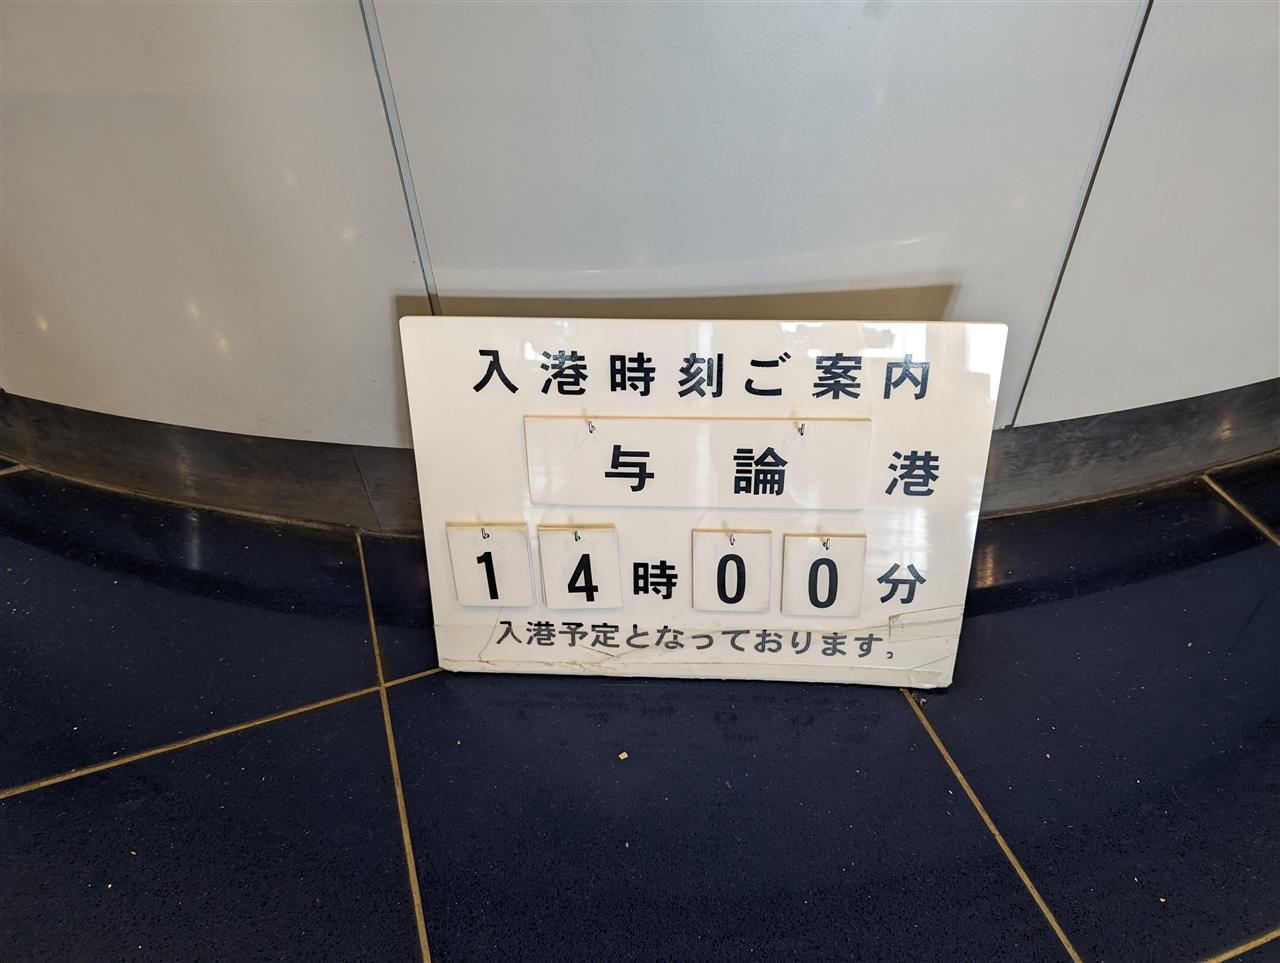 入港時刻ご案内
与論港
14時00分
入港予定となっております。